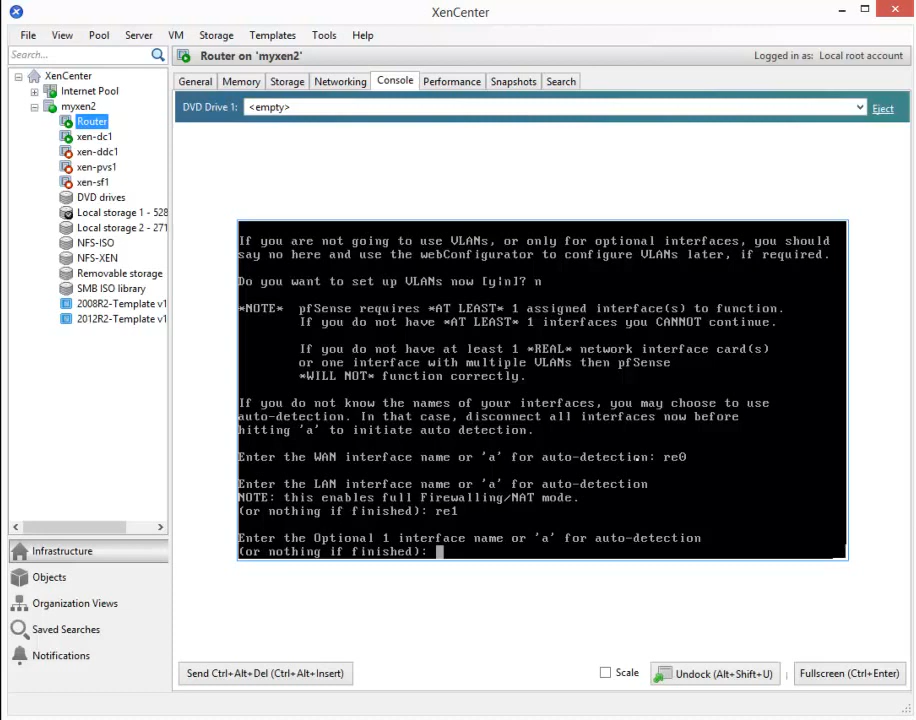 XenCenter
File View Pool Server VM Storage Templates Tools Help
Search...
Router on 'myxen2'
Logged in as: Local root account
XenCenter
Internet Pool
myxen2
Router
xen-dc1
xen-ddc1
xen-pvs1
xen-sf1
DVD drives
Local storage 1 - 528
Local storage 2 - 271
NFS-ISO
NFS-XEN
Removable storage
SMB ISO library
2008R2-Template v1
2012R2-Template v1
Infrastructure
Objects
Organization Views
Saved Searches
Notifications
General Memory Storage Networking Console Performance Snapshots Search
DVD Drive 1: <empty> Eject
If you are not going to use VLANs, or only for optional interfaces, you should
say no here and use the webConfigurator to configure VLANs later, if required.
Do you want to set up VLANs now [y|n]? n
*NOTE* pfSense requires *AT LEAST* 1 assigned interface(s) to function.
If you do not have *AT LEAST* 1 interfaces you CANNOT continue.
If you do not have at least 1 *REAL* network interface card(s)
or one interface with multiple VLANs then pfSense
*WILL NOT* function correctly.
If you do not know the names of your interfaces, you may choose to use
auto-detection. In that case, disconnect all interfaces now before
hitting 'a' to initiate auto detection.
Enter the WAN interface name or 'a' for auto-detection: re0
Enter the LAN interface name or 'a' for auto-detection
NOTE: this enables full Firewalling/NAT mode.
(or nothing if finished): re1
Enter the Optional 1 interface name or 'a' for auto-detection
(or nothing if finished):
Send Ctrl+Alt+Del (Ctrl+Alt+Insert)
Scale
Undock (Alt+Shift+U)
Fullscreen (Ctrl+Enter)